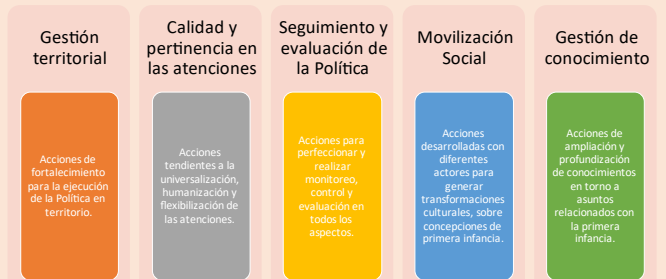 Gestión
territorial
Acciones de
fortalecimiento
para la ejecución
de la Política en
territorio.
Calidad y
pertinencia en
las atenciones
Acciones
tendientes a la
universalización,
humanización y
flexibilización de
las atenciones.
Seguimiento y
evaluación de
la Política
Acciones para
perfeccionar y
realizar
monitoreo,
control y
evaluación en
todos los
aspectos.
Movilización
Social
Acciones
desarrolladas con
diferentes
actores para
generar
transformaciones
culturales, sobre
concepciones de
primera infancia.
Gestión de
conocimiento
Acciones de
ampliación y
profundización
de conocimientos
en torno a
asuntos
relacionados con
la primera
infancia.